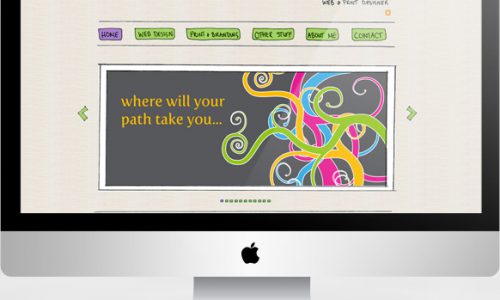 WEB & PRINT DESIGNER
HOME WEB DESIGN PRINT & BRANDING OTHER STUFF ABOUT ME CONTACT
where will your
path take you...